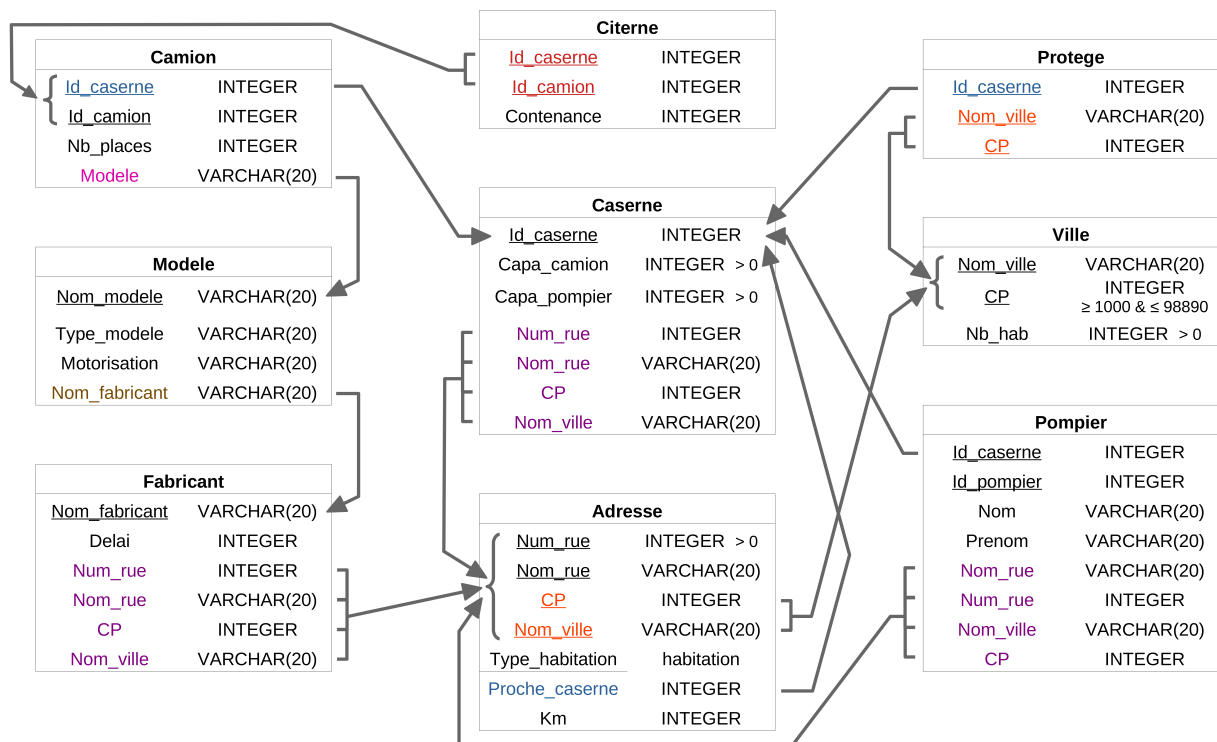 Camion
Id_caserne INTEGER
Id_camion INTEGER
Nb_places INTEGER
Modele VARCHAR(20)
Modele
Nom_modele VARCHAR(20)
Type_modele VARCHAR(20)
Motorisation VARCHAR(20)
Nom_fabricant VARCHAR(20)
Fabricant
Nom_fabricant VARCHAR(20)
Delai INTEGER
Num_rue INTEGER
Nom_rue VARCHAR(20)
CP INTEGER
Nom_ville VARCHAR(20)
Citerne
Id_caserne INTEGER
Id_camion INTEGER
Contenance INTEGER
Caserne
Id_caserne INTEGER
Capa_camion INTEGER > 0
Capa_pompier INTEGER > 0
Num_rue INTEGER
Nom_rue VARCHAR(20)
CP INTEGER
Nom_ville VARCHAR(20)
Adresse
Num_rue INTEGER > 0
Nom_rue VARCHAR(20)
CP INTEGER
Nom_ville VARCHAR(20)
Type_habitation habitation
Proche_caserne INTEGER
Km INTEGER
Protege
Id_caserne INTEGER
Nom_ville VARCHAR(20)
CP INTEGER
Ville
Nom_ville VARCHAR(20)
CP INTEGER
≥ 1000 & ≤ 98890
Nb_hab INTEGER > 0
Pompier
Id_caserne INTEGER
Id_pompier INTEGER
Nom VARCHAR(20)
Prenom VARCHAR(20)
Nom_rue VARCHAR(20)
Num_rue INTEGER
Nom_ville VARCHAR(20)
CP INTEGER